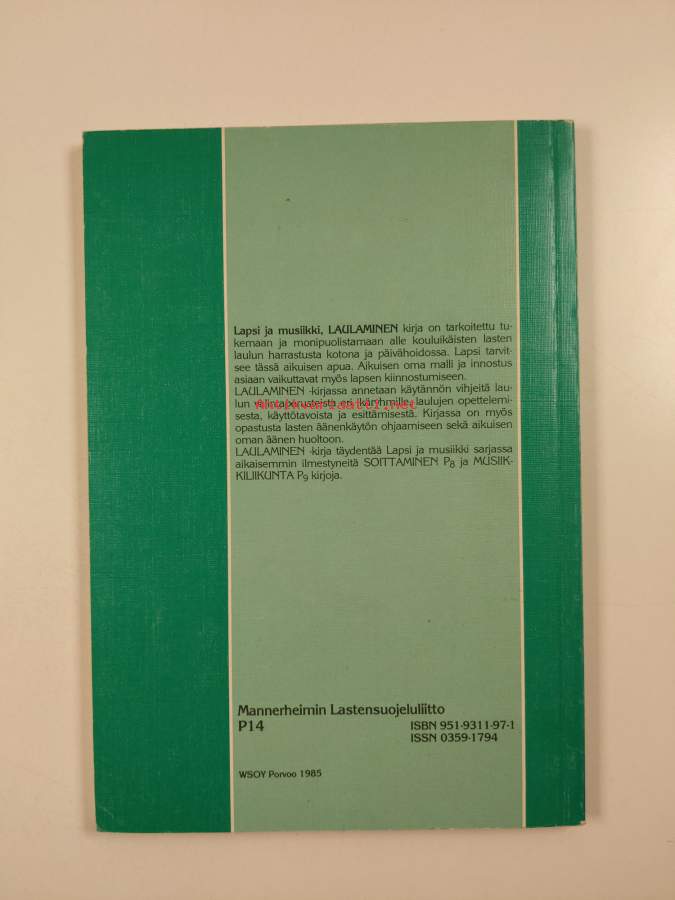 Lapsi ja musiikki, LAULAMINEN kirja on tarkoitettu tu-
kemaan ja monipuolistamaan alle kouluikäisten lasten
laulun harrastusta kotona ja päivähoidossa. Lapsi tarvit-
see tässä aikuisen apua. Aikuisen oma malli ja innostus
asiaan vaikuttavat myös lapsen kiinnostumiseen.
LAULAMINEN -kirjassa annetaan käytännön vihjeitä lau-
lun valintaperusteista eri ikäryhmille, laulujen opettelemi-
sesta, käyttötavoista ja esittämisestä. Kirjassa on myös
opastusta lasten äänenkäytön ohjaamiseen sekä aikuisen
oman äänen huoltoon.
LAULAMINEN -kirja täydentää Lapsi ja musiikki sarjassa
aikaisemmin ilmestyneitä SOITTAMINEN P8 ja MUSIIK-
KILIIKUNTA P9 kirjoja.
Mannerheimin Lastensuojeluliitto
P14
ISBN 951-9311-97-1
ISSN 0359-1794
WSOY Porvoo 1985